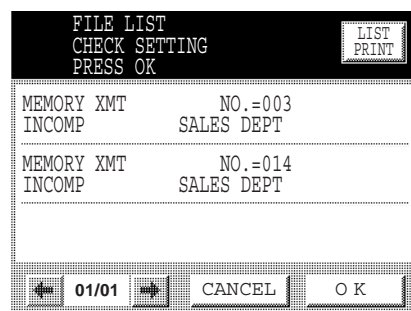 FILE LIST
CHECK SETTING
PRESS OK
LIST
PRINT
MEMORY XMT NO.=003
INCOMP SALES DEPT
MEMORY XMT NO.=014
INCOMP SALES DEPT
01/01 CANCEL OK